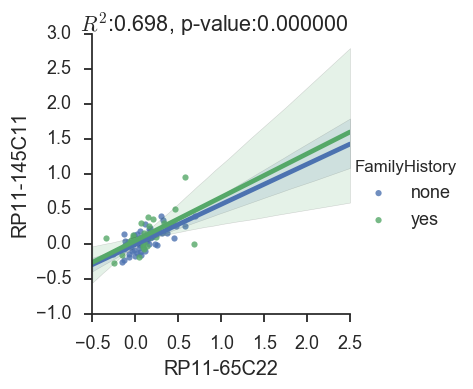 R²:0.698, p-value:0.000000
3.0
2.5
2.0
1.5
1.0
0.5
0.0
−0.5
−1.0
RP11-145C11
−0.5 0.0 0.5 1.0 1.5 2.0 2.5
RP11-65C22
FamilyHistory
none
yes